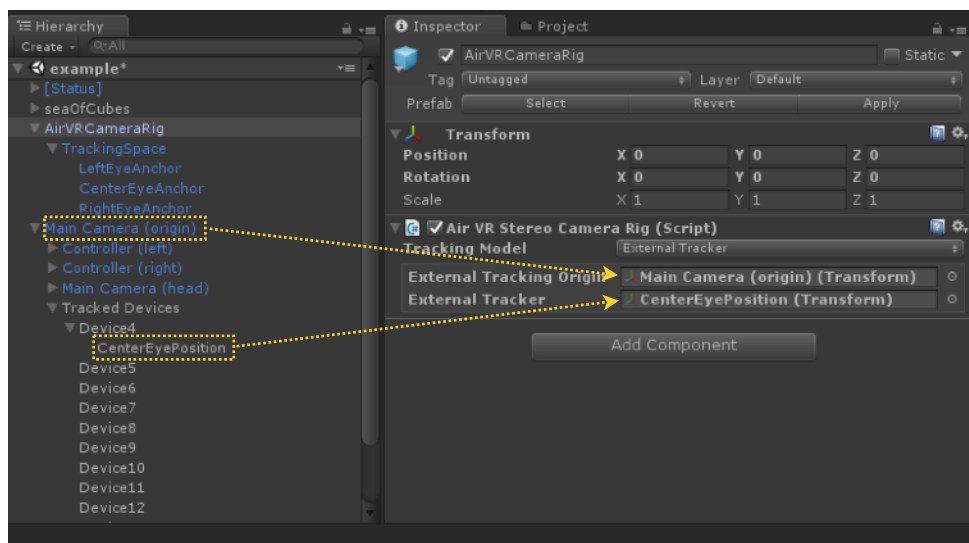 Hierarchy
Create
All
example*
[Status]
seaOfCubes
AirVRCameraRig
TrackingSpace
LeftEyeAnchor
CenterEyeAnchor
RightEyeAnchor
Main Camera (origin)
Controller (left)
Controller (right)
Main Camera (head)
Tracked Devices
Device4
CenterEyePosition
Device5
Device6
Device7
Device8
Device9
Device10
Device11
Device12
Inspector Project
AirVRCameraRig Static
Tag Untagged Layer Default
Prefab Select Revert Apply
Transform
Position X 0 Y 0 Z 0
Rotation X 0 Y 0 Z 0
Scale X 1 Y 1 Z 1
Air VR Stereo Camera Rig (Script)
Tracking Model External Tracker
External Tracking Origin Main Camera (origin) (Transform)
External Tracker CenterEyePosition (Transform)
Add Component